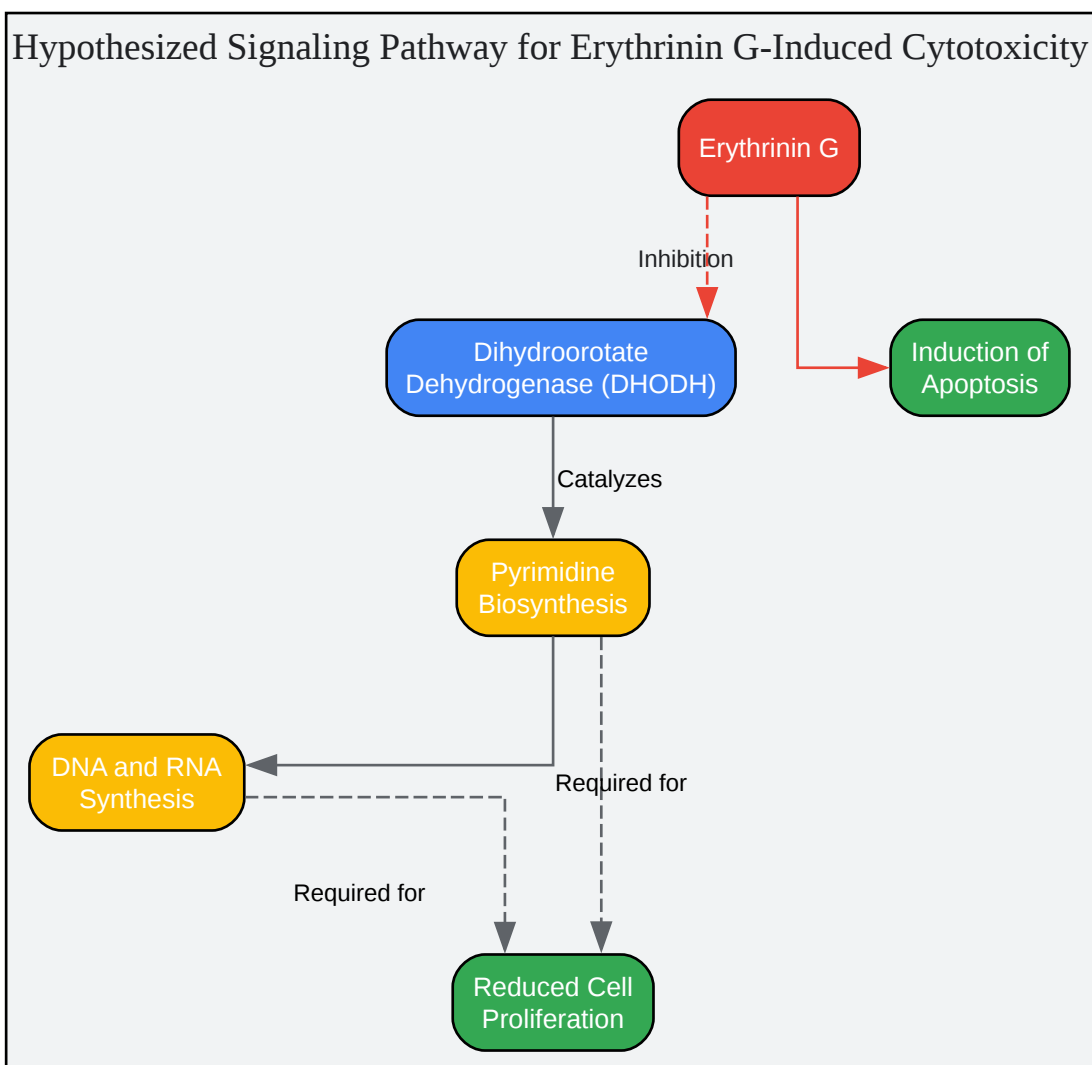 Hypothesized Signaling Pathway for Erythrinin G-Induced Cytotoxicity
Erythrinin G
Inhibition
Dihydroorotate
Dehydrogenase (DHODH)
Induction of
Apoptosis
Catalyzes
Pyrimidine
Biosynthesis
DNA and RNA
Synthesis
Required for
Required for
Reduced Cell
Proliferation